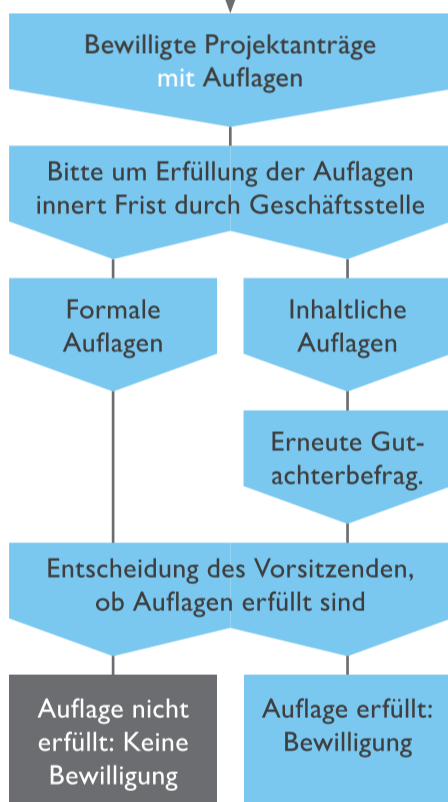 Bewilligte Projektanträge
mit Auflagen
Bitte um Erfüllung der Auflagen
innert Frist durch Geschäftsstelle
Formale
Auflagen
Inhaltliche
Auflagen
Erneute Gut-
achterbefrag.
Entscheidung des Vorsitzenden,
ob Auflagen erfüllt sind
Auflage nicht
erfüllt: Keine
Bewilligung
Auflage erfüllt:
Bewilligung